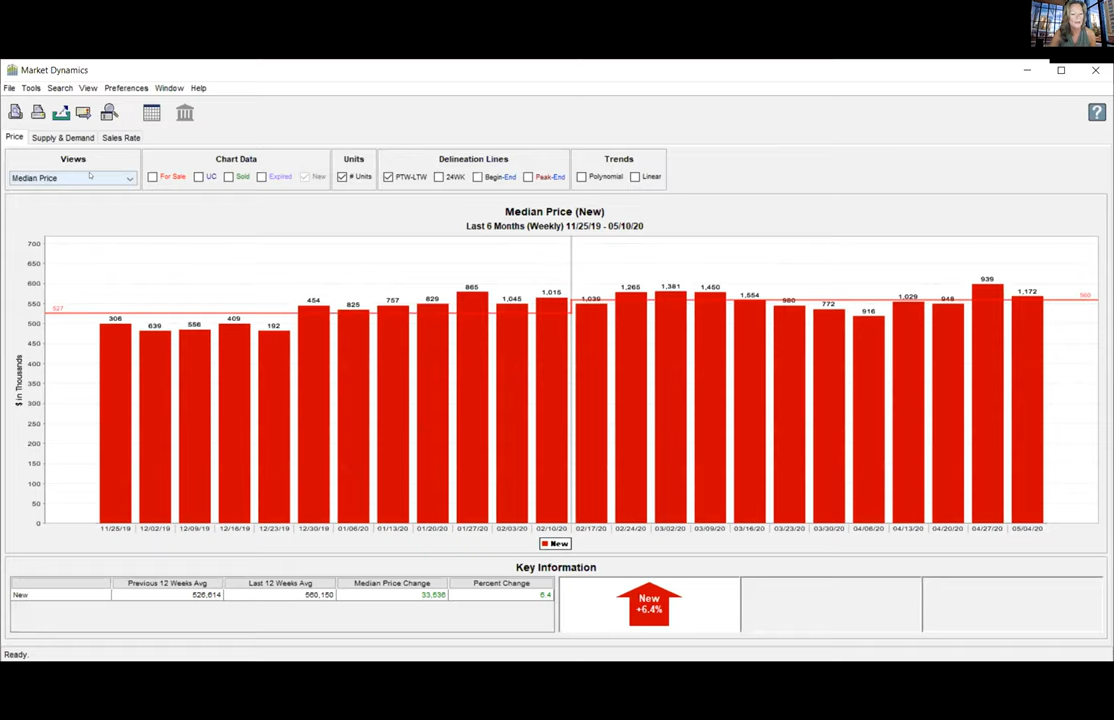 Market Dynamics
File Tools Search View Preferences Window Help
Price Supply & Demand Sales Rate
Views Chart Data Units Delineation Lines Trends
Median Price For Sale UC Sold Expired New # Units PTW-LTW 24WK Begin-End Peak-End Polynomial Linear
Median Price (New)
Last 6 Months (Weekly) 11/25/19 - 05/10/20
$ in Thousands
700
650
600
550
500
450
400
350
300
250
200
150
100
50
0
527
306 639 556 409 192 454 825 757 829 865 1,045 1,015 1,039 1,265 1,381 1,450 1,554 980 772 916 1,029 948 939 1,172
560
11/25/19 12/02/19 12/09/19 12/16/19 12/23/19 12/30/19 01/06/20 01/13/20 01/20/20 01/27/20 02/03/20 02/10/20 02/17/20 02/24/20 03/02/20 03/09/20 03/16/20 03/23/20 03/30/20 04/06/20 04/13/20 04/20/20 04/27/20 05/04/20
New
Key Information
Previous 12 Weeks Avg Last 12 Weeks Avg Median Price Change Percent Change
New 526,614 560,150 33,536 6.4
New
+6.4%
Ready.